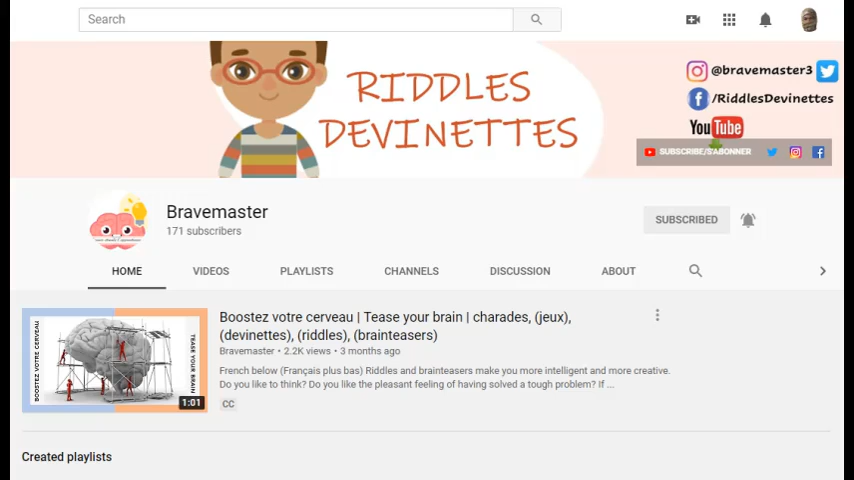 Search
RIDDLES
DEVINETTES
@bravemaster3
/RiddlesDevinettes
YouTube
SUBSCRIBE/S'ABONNER
Bravemaster
171 subscribers
SUBSCRIBED
HOME
VIDEOS
PLAYLISTS
CHANNELS
DISCUSSION
ABOUT
BOOSTEZ VOTRE CERVEAU
TEASE YOUR BRAIN
1:01
Boostez votre cerveau | Tease your brain | charades, (jeux),
(devinettes), (riddles), (brainteasers)
Bravemaster • 2.2K views • 3 months ago
French below (Français plus bas) Riddles and brainteasers make you more intelligent and more creative.
Do you like to think? Do you like the pleasant feeling of having solved a tough problem? If ...
CC
Created playlists